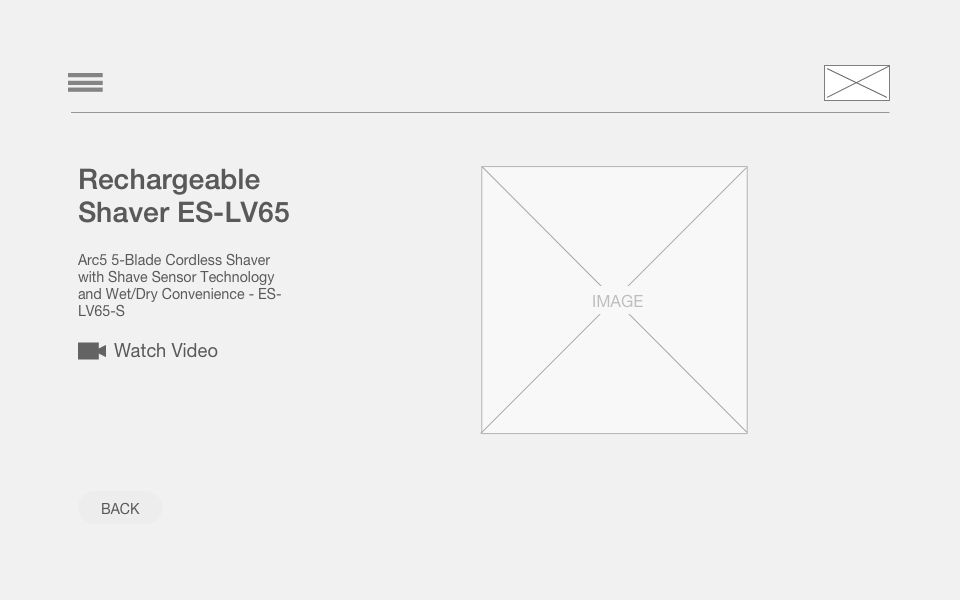 Rechargeable
Shaver ES-LV65
Arc5 5-Blade Cordless Shaver
with Shave Sensor Technology
and Wet/Dry Convenience - ES-
LV65-S
Watch Video
IMAGE
BACK